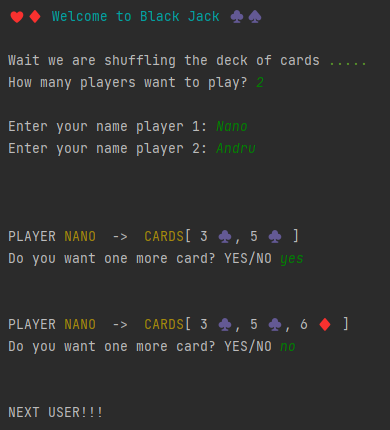 ♥♦ Welcome to Black Jack ♣♠
Wait we are shuffling the deck of cards .....
How many players want to play? 2
Enter your name player 1: Nano
Enter your name player 2: Andru
PLAYER NANO -> CARDS[ 3 ♣, 5 ♣ ]
Do you want one more card? YES/NO yes
PLAYER NANO -> CARDS[ 3 ♣, 5 ♣, 6 ♦ ]
Do you want one more card? YES/NO no
NEXT USER!!!